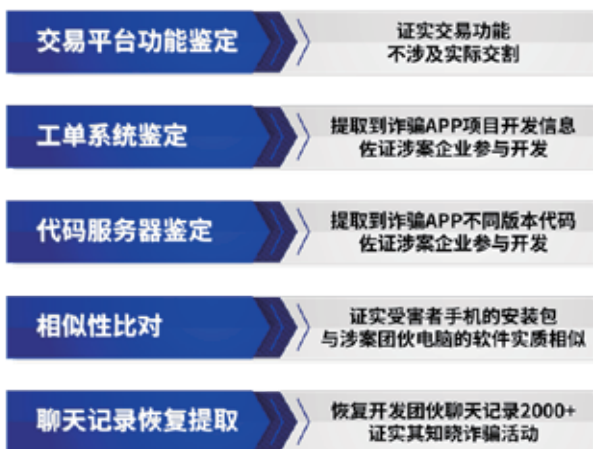 交易平台功能鉴定
证实交易功能
不涉及实际交割
工单系统鉴定
提取到诈骗APP项目开发信息
佐证涉案企业参与开发
代码服务器鉴定
提取到诈骗APP不同版本代码
佐证涉案企业参与开发
相似性比对
证实受害者手机的安装包
与涉案团伙电脑的软件实质相似
聊天记录恢复提取
恢复开发团伙聊天记录2000+
证实其知晓诈骗活动